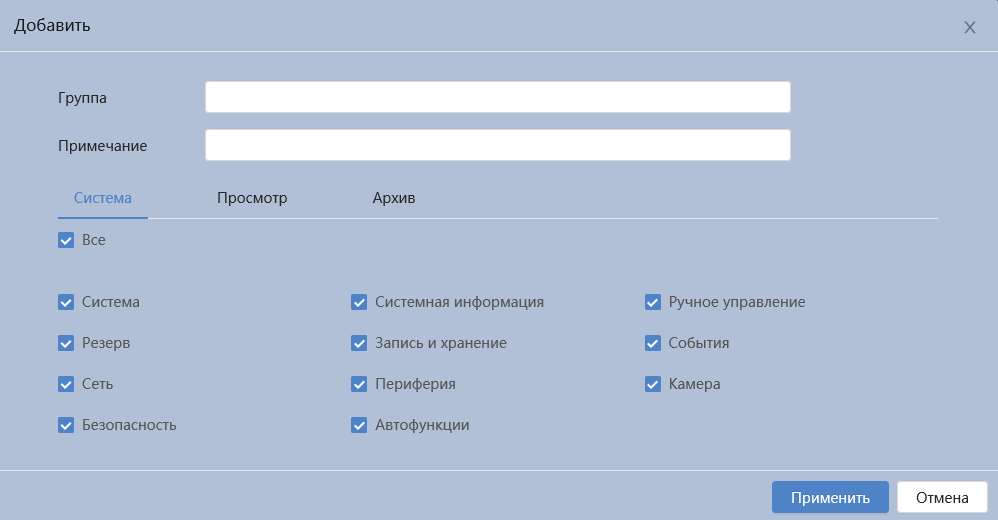 Добавить
Группа
Примечание
Система Просмотр Архив
Все
Система Системная информация Ручное управление
Резерв Запись и хранение События
Сеть Периферия Камера
Безопасность Автофункции
Применить Отмена